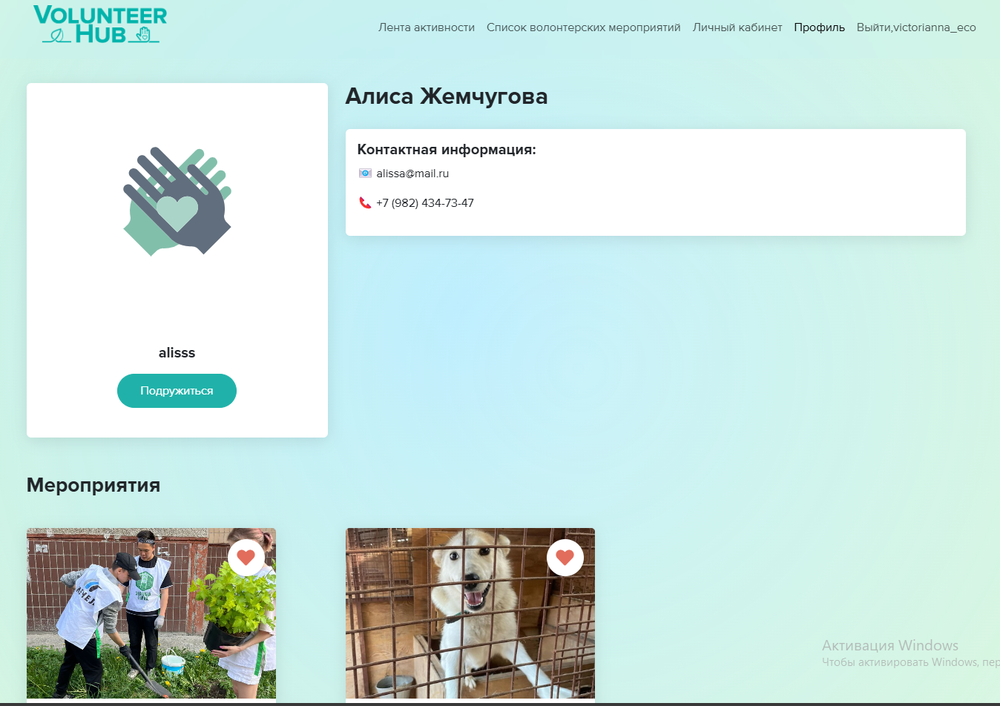 VOLUNTEER
HUB
Лента активности Список волонтерских мероприятий Личный кабинет Профиль Выйти,victorianna_eco
Алиса Жемчугова
Контактная информация:
alissa@mail.ru
+7 (982) 434-73-47
alisss
Подружиться
Мероприятия
Активация Windows
Чтобы активировать Windows, пер